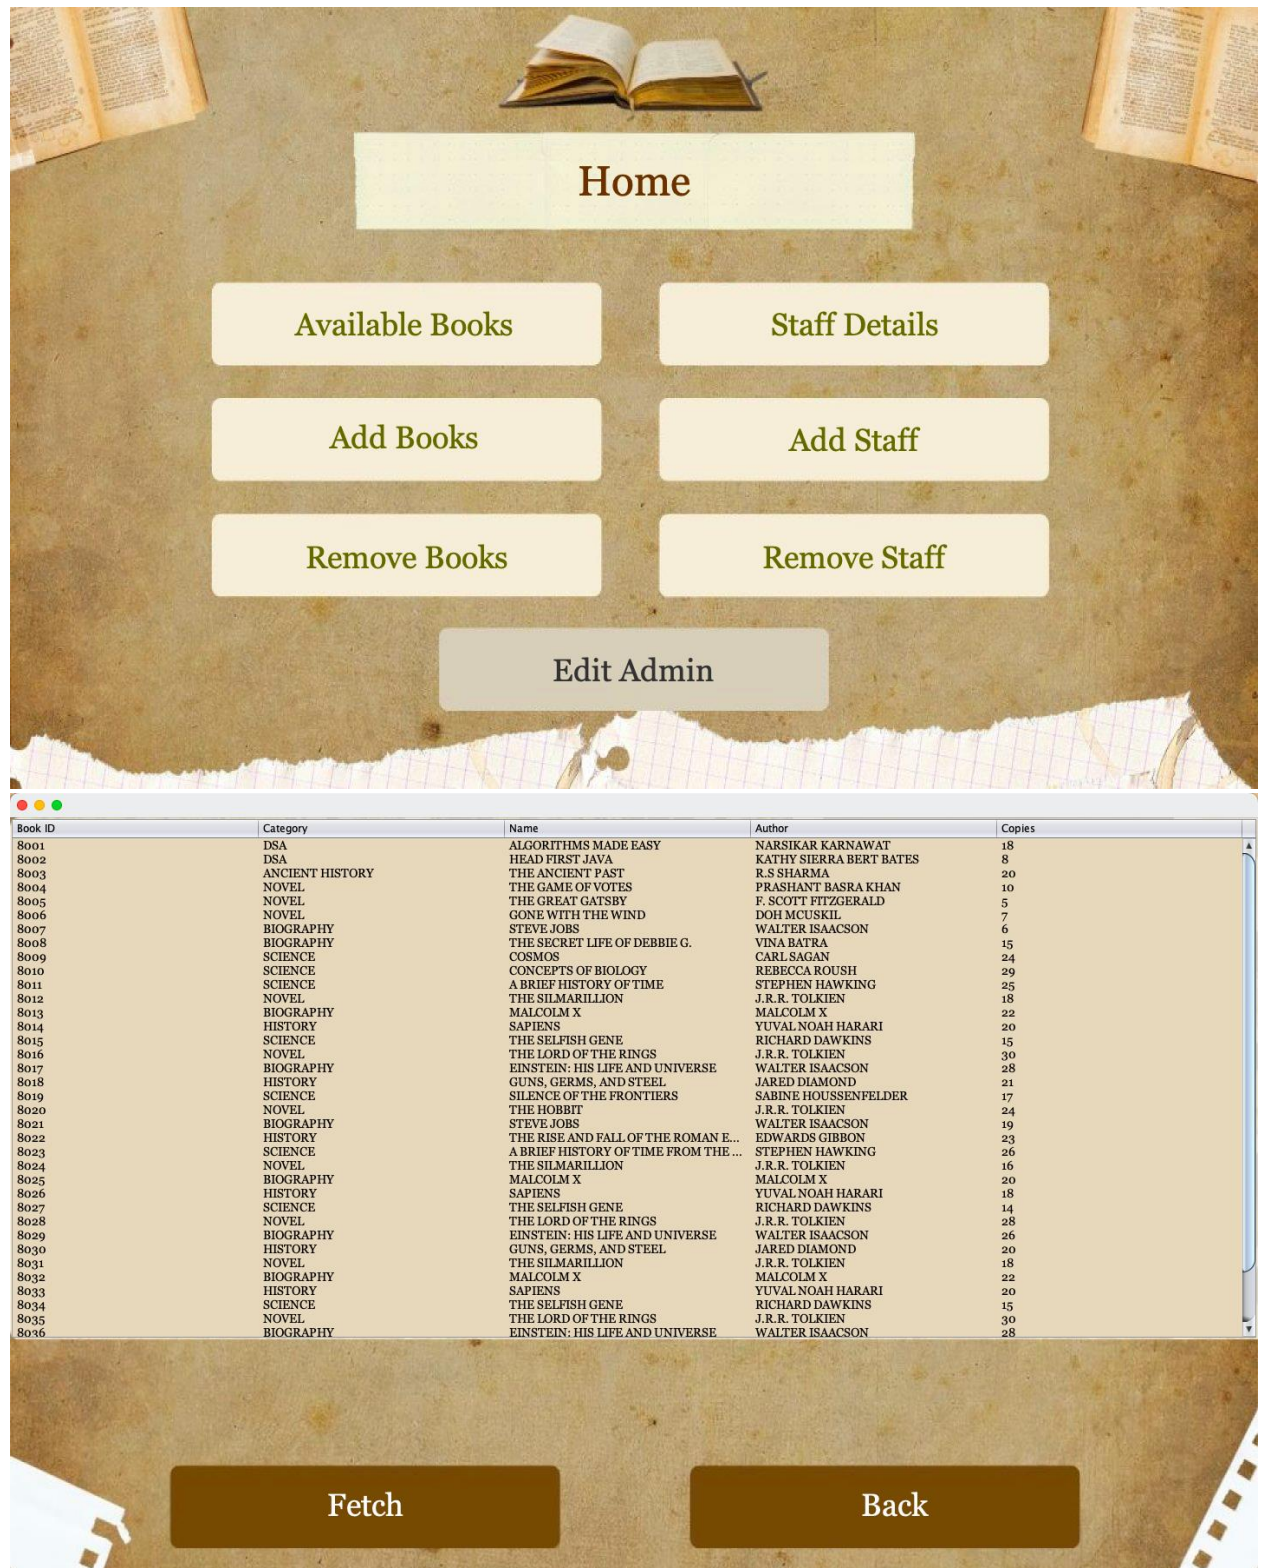 Home
Available Books
Staff Details
Add Books
Add Staff
Remove Books
Remove Staff
Edit Admin
Book ID Category Name Author Copies
8001 DSA ALGORITHMS MADE EASY NARSIKAR KARNAWAT 18
8002 DSA HEAD FIRST JAVA KATHY SIERRA BERT BATES 8
8003 ANCIENT HISTORY THE ANCIENT PAST R.S SHARMA 20
8004 NOVEL THE GAME OF VOTES PRASHANT BASRA KHAN 10
8005 NOVEL THE GREAT GATSBY F. SCOTT FITZGERALD 5
8006 NOVEL GONE WITH THE WIND DOH MCUSKIL 7
8007 BIOGRAPHY STEVE JOBS WALTER ISAACSON 6
8008 BIOGRAPHY THE SECRET LIFE OF DEBBIE G. VINA BATRA 15
8009 SCIENCE COSMOS CARL SAGAN 24
8010 SCIENCE CONCEPTS OF BIOLOGY REBECCA ROUSH 29
8011 SCIENCE A BRIEF HISTORY OF TIME STEPHEN HAWKING 25
8012 NOVEL THE SILMARILLION J.R.R. TOLKIEN 18
8013 BIOGRAPHY MALCOLM X MALCOLM X 22
8014 HISTORY SAPIENS YUVAL NOAH HARARI 20
8015 SCIENCE THE SELFISH GENE RICHARD DAWKINS 15
8016 NOVEL THE LORD OF THE RINGS J.R.R. TOLKIEN 30
8017 BIOGRAPHY EINSTEIN: HIS LIFE AND UNIVERSE WALTER ISAACSON 28
8018 HISTORY GUNS, GERMS, AND STEEL JARED DIAMOND 21
8019 SCIENCE SILENCE OF THE FRONTIERS SABINE HOUSSENFELDER 17
8020 NOVEL THE HOBBIT J.R.R. TOLKIEN 24
8021 BIOGRAPHY STEVE JOBS WALTER ISAACSON 19
8022 HISTORY THE RISE AND FALL OF THE ROMAN E... EDWARDS GIBBON 23
8023 SCIENCE A BRIEF HISTORY OF TIME FROM THE ... STEPHEN HAWKING 26
8024 NOVEL THE SILMARILLION J.R.R. TOLKIEN 16
8025 BIOGRAPHY MALCOLM X MALCOLM X 20
8026 HISTORY SAPIENS YUVAL NOAH HARARI 18
8027 SCIENCE THE SELFISH GENE RICHARD DAWKINS 14
8028 NOVEL THE LORD OF THE RINGS J.R.R. TOLKIEN 28
8029 BIOGRAPHY EINSTEIN: HIS LIFE AND UNIVERSE WALTER ISAACSON 26
8030 HISTORY GUNS, GERMS, AND STEEL JARED DIAMOND 20
8031 NOVEL THE SILMARILLION J.R.R. TOLKIEN 18
8032 BIOGRAPHY MALCOLM X MALCOLM X 22
8033 HISTORY SAPIENS YUVAL NOAH HARARI 20
8034 SCIENCE THE SELFISH GENE RICHARD DAWKINS 15
8035 NOVEL THE LORD OF THE RINGS J.R.R. TOLKIEN 30
8036 BIOGRAPHY EINSTEIN: HIS LIFE AND UNIVERSE WALTER ISAACSON 28
Fetch
Back